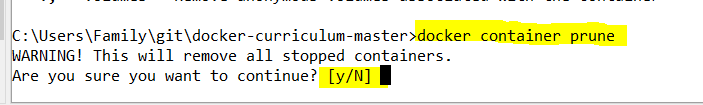 C:\Users\Family\git\docker-curriculum-master>docker container prune
WARNING! This will remove all stopped containers.
Are you sure you want to continue? [y/N]